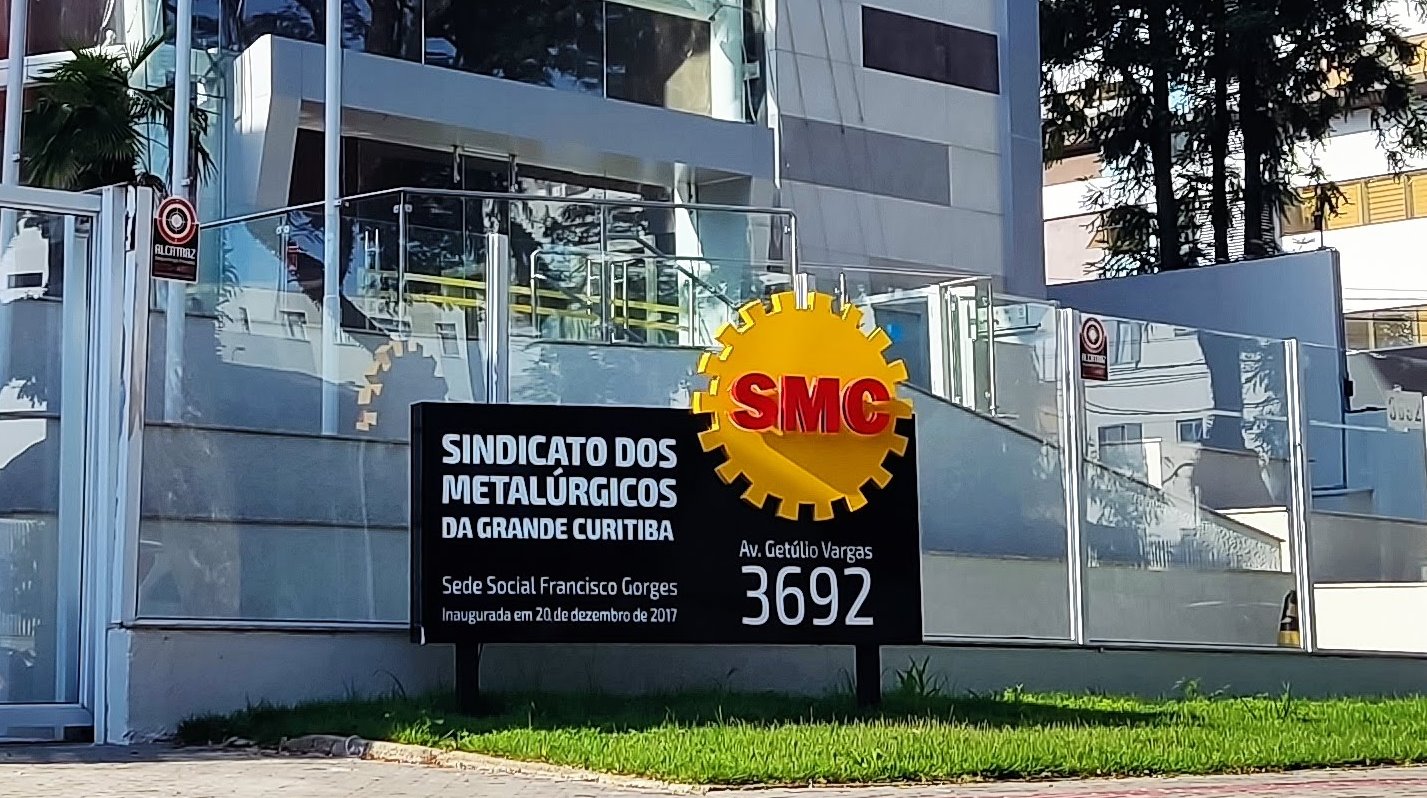 ALCATRAZ
SMC
ALCATRAZ
SINDICATO DOS
METALÚRGICOS
DA GRANDE CURITIBA
Sede Social Francisco Gorges
Inaugurada em 20 de dezembro de 2017
Av. Getúlio Vargas
3692